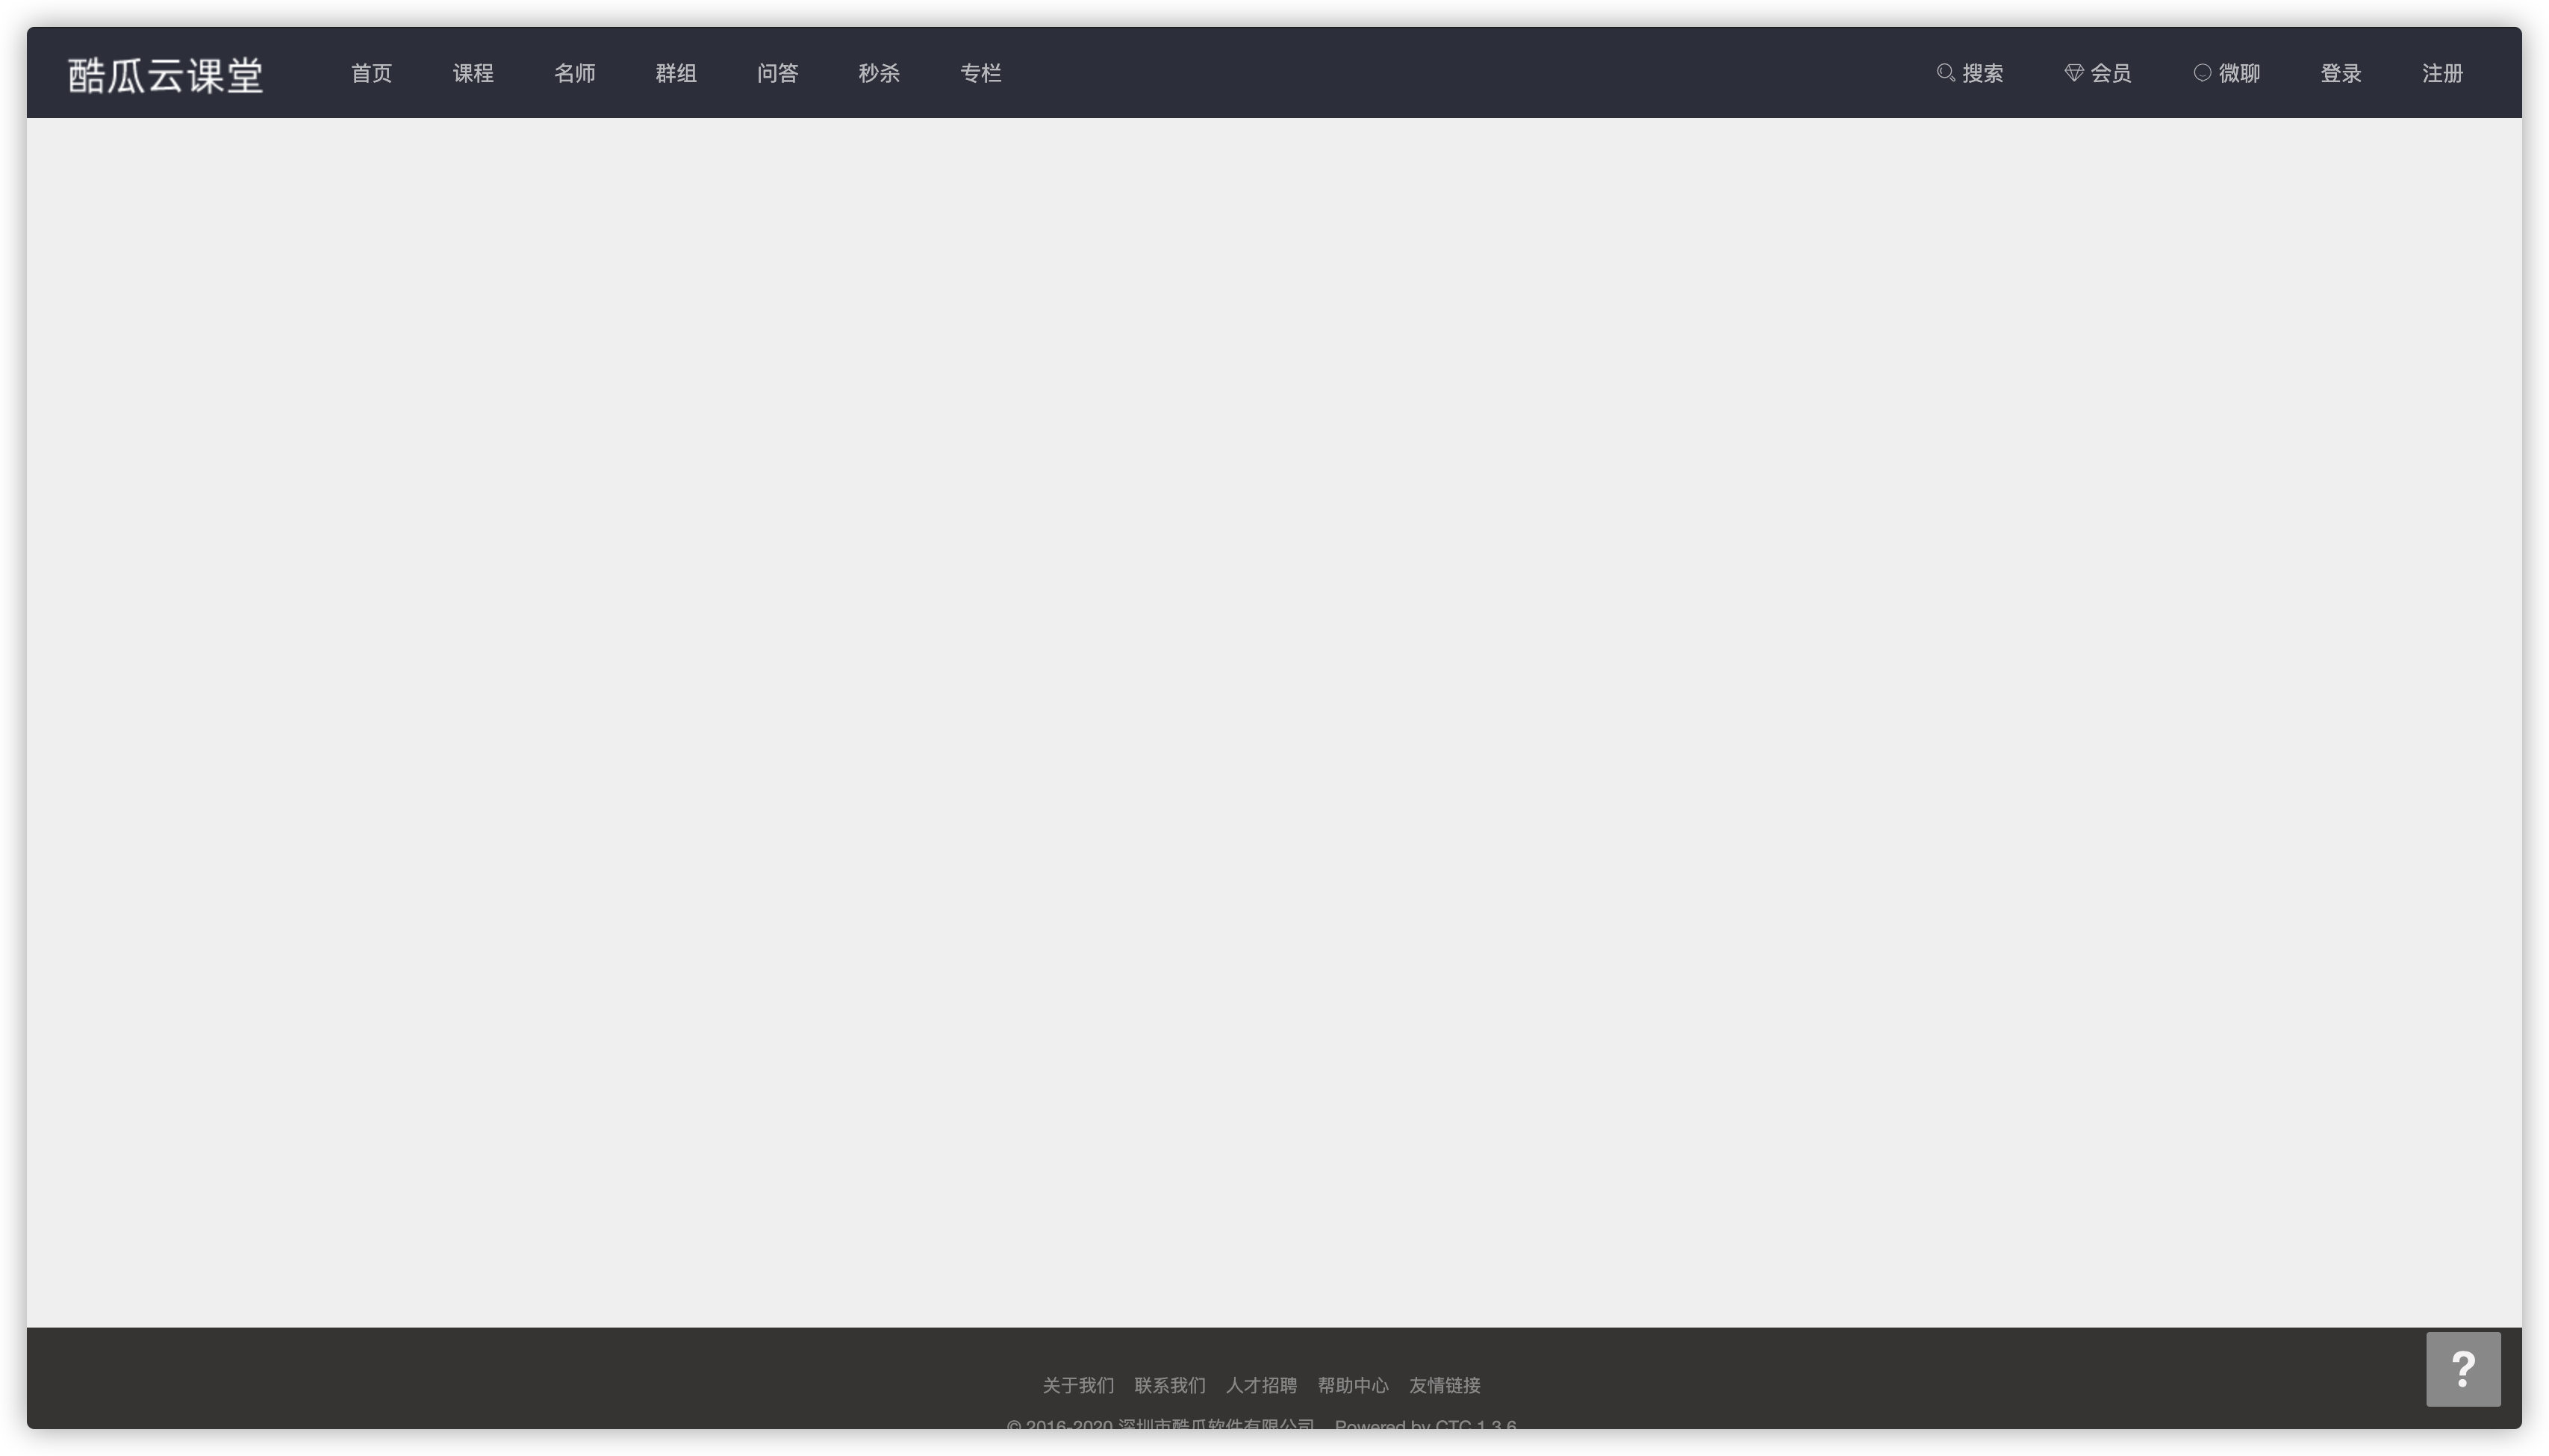 酷瓜云课堂 首页 课程 名师 群组 问答 秒杀 专栏 搜索 会员 微聊 登录 注册
关于我们 联系我们 人才招聘 帮助中心 友情链接
© 2016-2020 深圳市酷瓜软件有限公司 Powered by CTC 1.3.6
?